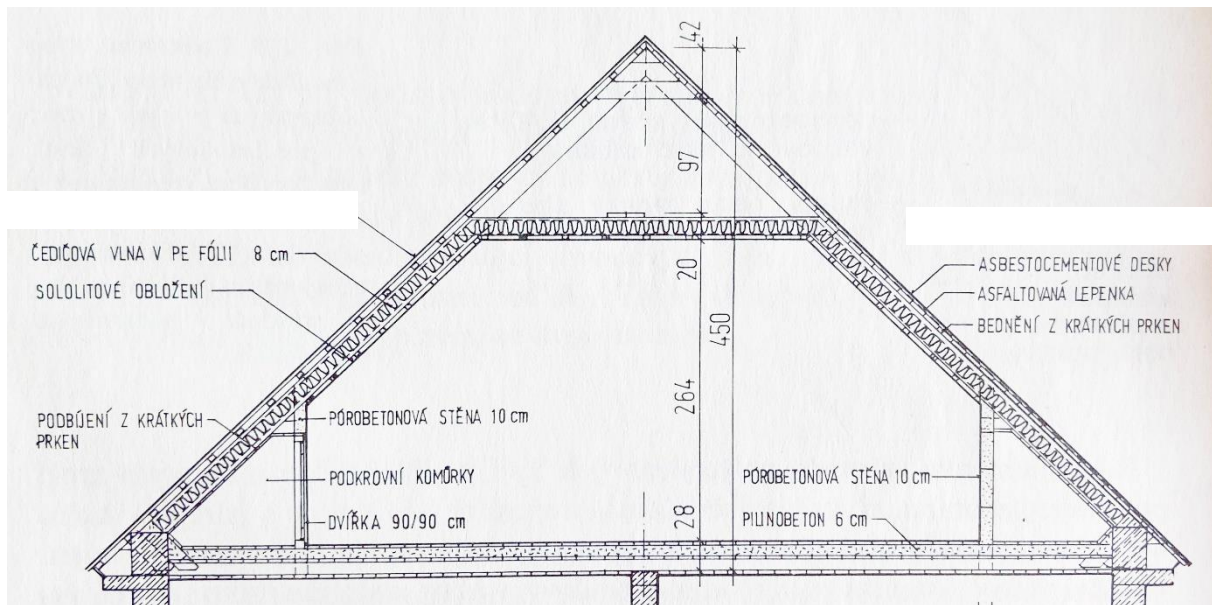 42
97
20
450
264
28
ČEDIČOVÁ VLNA V PE FÓLII 8 cm
SOLOLITOVÉ OBLOŽENÍ
PODBÍJENÍ Z KRÁTKÝCH
PRKEN
PÓROBETONOVÁ STĚNA 10 cm
PODKROVNÍ KOMŮRKY
DVÍŘKA 90/90 cm
ASBESTOCEMENTOVÉ DESKY
ASFALTOVANÁ LEPENKA
BEDNĚNÍ Z KRÁTKÝCH PRKEN
PÓROBETONOVÁ STĚNA 10 cm
PILINOBETON 6 cm